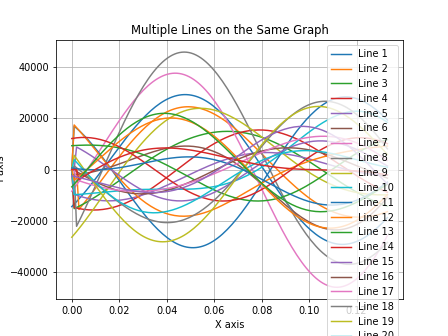 Multiple Lines on the Same Graph
40000
20000
0
−20000
−40000
0.00
0.02
0.04
0.06
0.08
0.10
X axis
axis
Line 1
Line 2
Line 3
Line 4
Line 5
Line 6
Line 7
Line 8
Line 9
Line 10
Line 11
Line 12
Line 13
Line 14
Line 15
Line 16
Line 17
Line 18
Line 19
Line 20